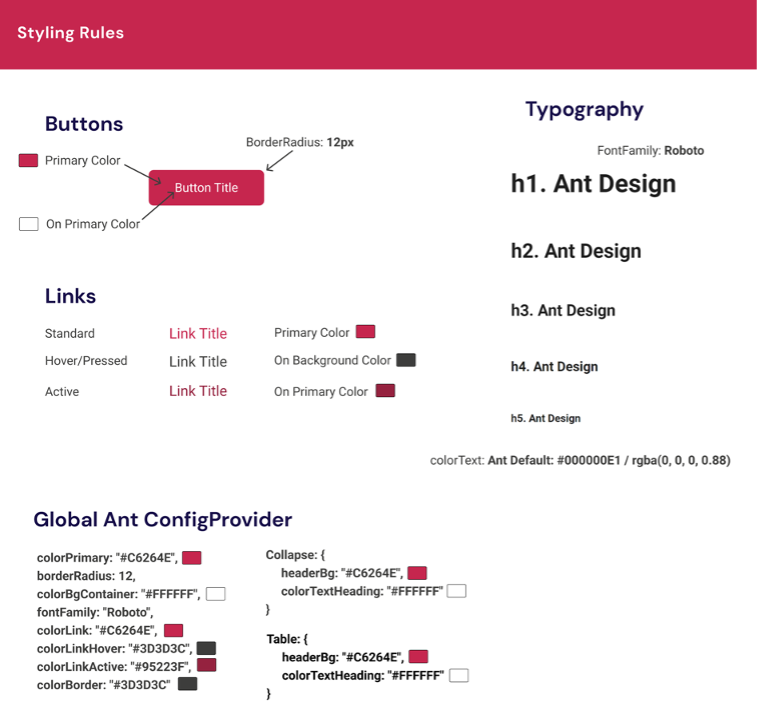 Styling Rules
Buttons
Primary Color
BorderRadius: 12px
Button Title
On Primary Color
Links
Standard Link Title Primary Color
Hover/Pressed Link Title On Background Color
Active Link Title On Primary Color
Typography
FontFamily: Roboto
h1. Ant Design
h2. Ant Design
h3. Ant Design
h4. Ant Design
h5. Ant Design
colorText: Ant Default: #000000E1 / rgba(0, 0, 0, 0.88)
Global Ant ConfigProvider
colorPrimary: "#C6264E",
borderRadius: 12,
colorBgContainer: "#FFFFFF",
fontFamily: "Roboto",
colorLink: "#C6264E",
colorLinkHover: "#3D3D3C",
colorLinkActive: "#95223F",
colorBorder: "#3D3D3C"
Collapse: {
headerBg: "#C6264E",
colorTextHeading: "#FFFFFF"
}
Table: {
headerBg: "#C6264E",
colorTextHeading: "#FFFFFF"
}